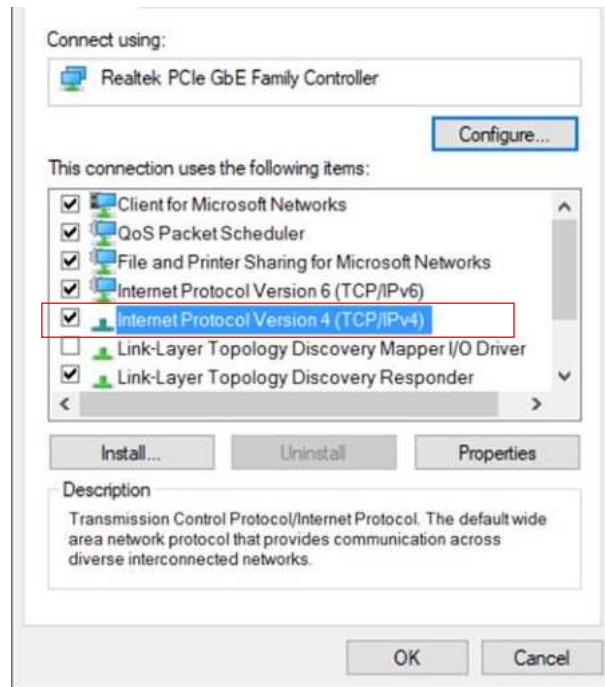 Connect using:
Realtek PCIe GbE Family Controller
Configure...
This connection uses the following items:
Client for Microsoft Networks
QoS Packet Scheduler
File and Printer Sharing for Microsoft Networks
Internet Protocol Version 6 (TCP/IPv6)
Internet Protocol Version 4 (TCP/IPv4)
Link-Layer Topology Discovery Mapper I/O Driver
Link-Layer Topology Discovery Responder
Install...
Uninstall
Properties
Description
Transmission Control Protocol/Internet Protocol. The default wide
area network protocol that provides communication across
diverse interconnected networks.
OK
Cancel